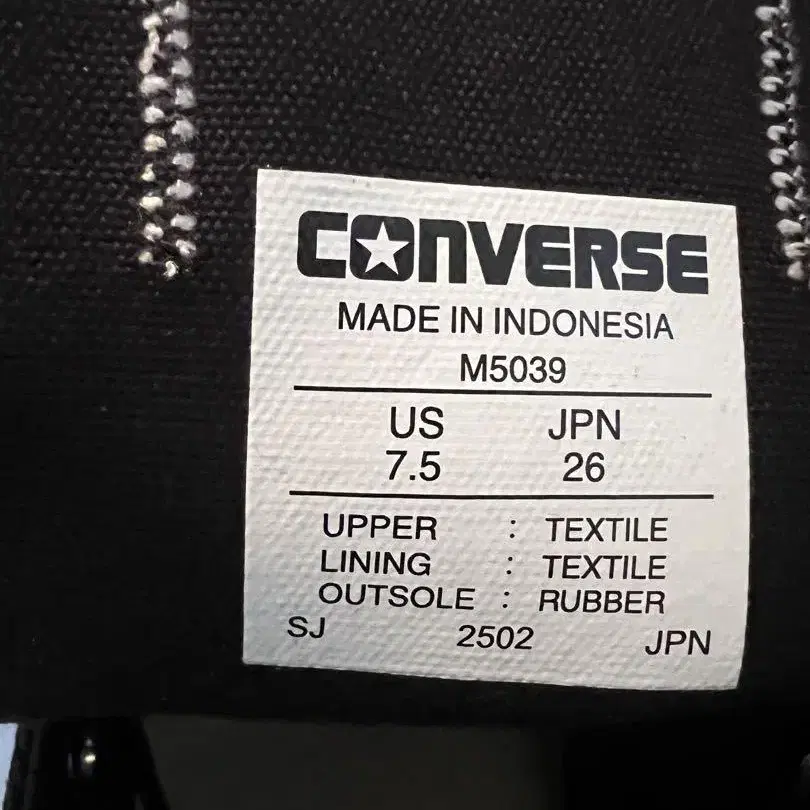 CONVERSE
MADE IN INDONESIA
M5039
US JPN
7.5 26
UPPER : TEXTILE
LINING : TEXTILE
OUTSOLE : RUBBER
SJ 2502 JPN